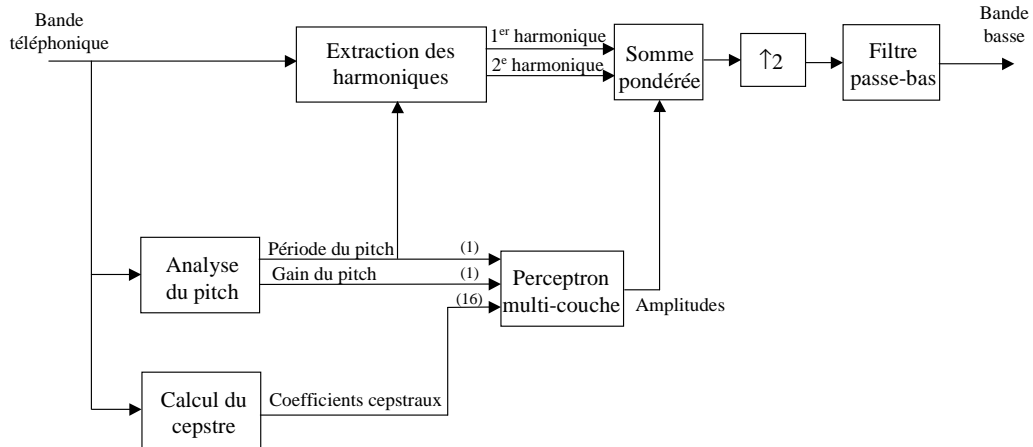 Bande
téléphonique
Extraction des
harmoniques
1er harmonique
2e harmonique
Somme
pondérée
↑2
Filtre
passe-bas
Bande
basse
Analyse
du pitch
Période du pitch
(1)
Gain du pitch
(1)
(16)
Perceptron
multi-couche
Amplitudes
Calcul du
cepstre
Coefficients cepstraux